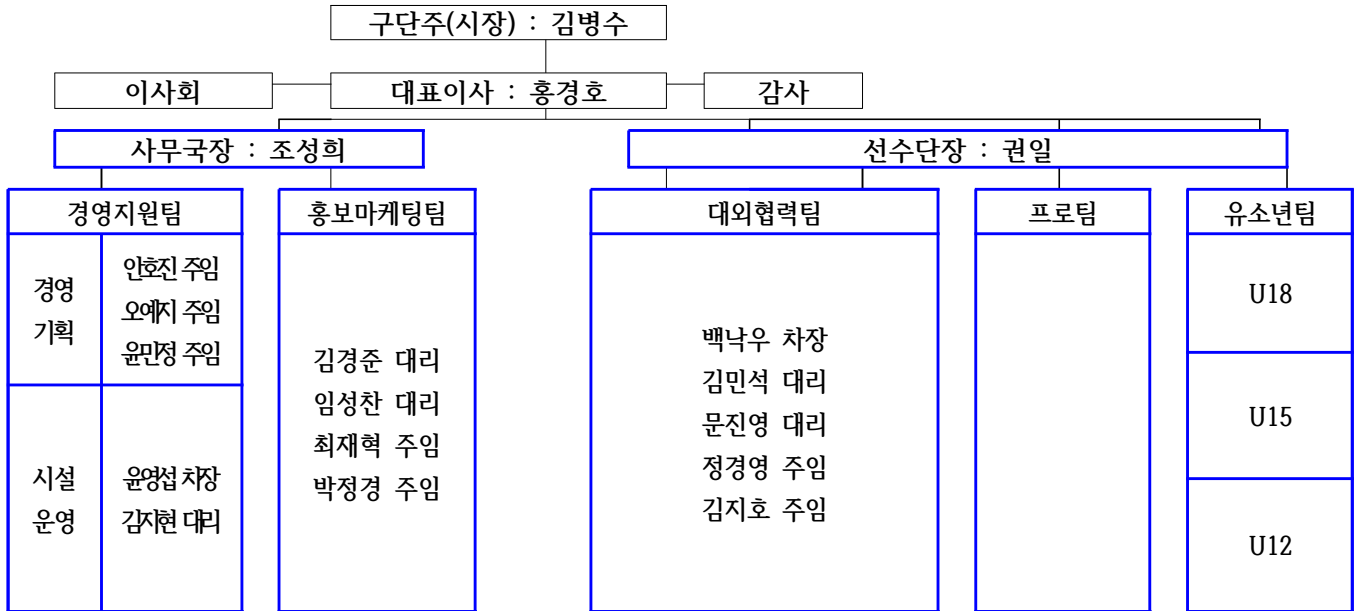 구단주(시장) : 김병수
이사회
대표이사 : 홍경호
감사
사무국장 : 조성희
선수단장 : 권일
경영지원팀
홍보마케팅팀
대외협력팀
프로팀
유소년팀
경영
기획
안호진 주임
오예지 주임
윤민정 주임
시설
운영
윤영섭 차장
김지현 대리
김경준 대리
임성찬 대리
최재혁 주임
박정경 주임
백낙우 차장
김민석 대리
문진영 대리
정경영 주임
김지호 주임
U18
U15
U12